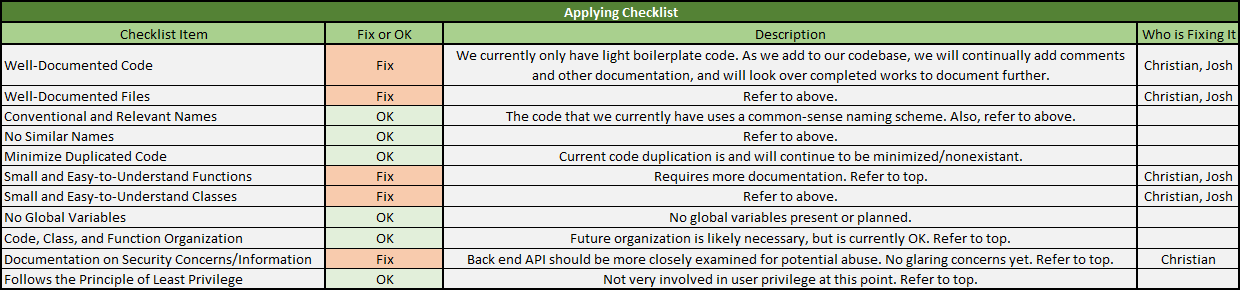 Applying Checklist
Checklist Item Fix or OK Description Who is Fixing It
Well-Documented Code Fix We currently only have light boilerplate code. As we add to our codebase, we will continually add comments
and other documentation, and will look over completed works to document further. Christian, Josh
Well-Documented Files Fix Refer to above. Christian, Josh
Conventional and Relevant Names OK The code that we currently have uses a common-sense naming scheme. Also, refer to above.
No Similar Names OK Refer to above.
Minimize Duplicated Code OK Current code duplication is and will continue to be minimized/nonexistant.
Small and Easy-to-Understand Functions Fix Requires more documentation. Refer to top. Christian, Josh
Small and Easy-to-Understand Classes Fix Refer to above. Christian, Josh
No Global Variables OK No global variables present or planned.
Code, Class, and Function Organization OK Future organization is likely necessary, but is currently OK. Refer to top.
Documentation on Security Concerns/Information Fix Back end API should be more closely examined for potential abuse. No glaring concerns yet. Refer to top. Christian
Follows the Principle of Least Privilege OK Not very involved in user privilege at this point. Refer to top.